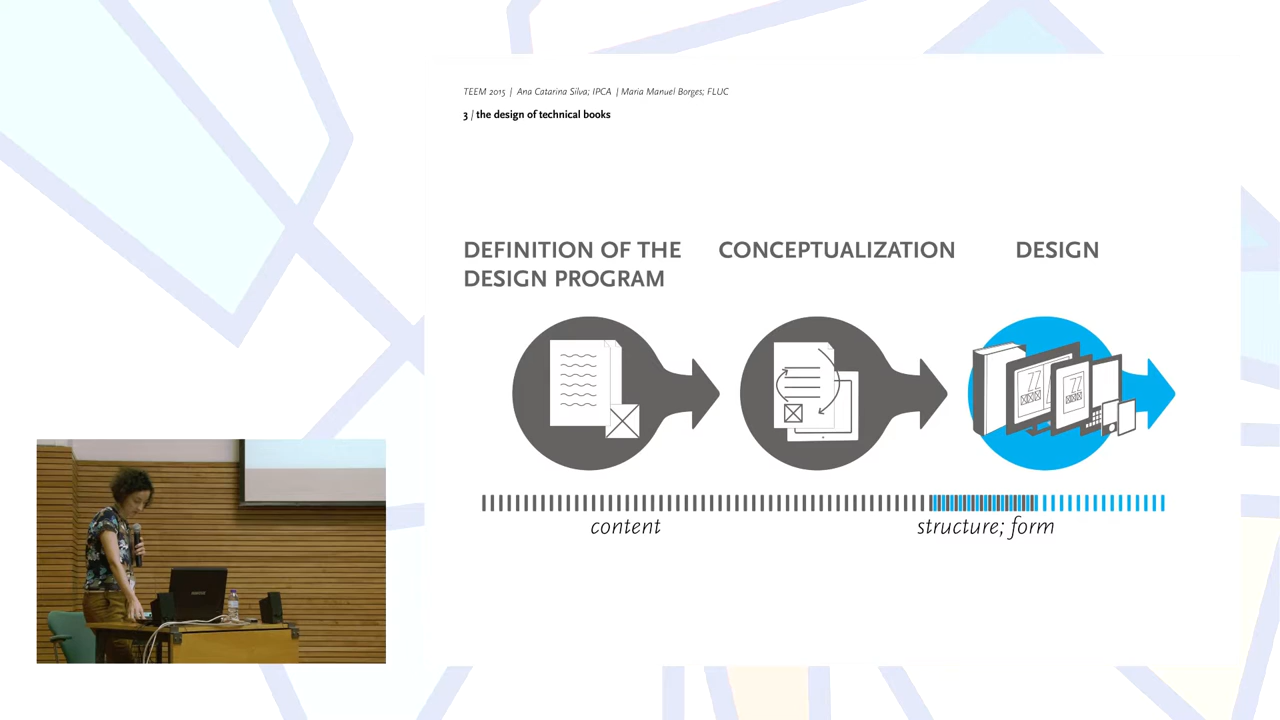 TEEM 2015 | Ana Catarina Silva; IPCA | Maria Manuel Borges; FLUC
3 / the design of technical books
DEFINITION OF THE
DESIGN PROGRAM
CONCEPTUALIZATION
DESIGN
content
structure; form